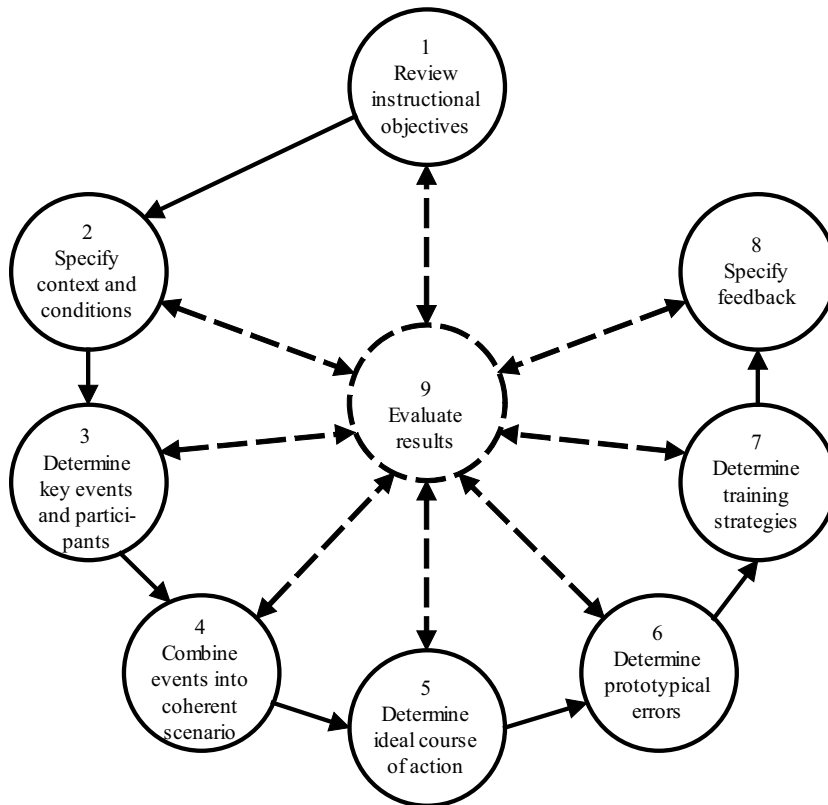 1
Review
instructional
objectives
2
Specify
context and
conditions
3
Determine
key events
and partici-
pants
4
Combine
events into
coherent
scenario
5
Determine
ideal course
of action
6
Determine
prototypical
errors
7
Determine
training
strategies
8
Specify
feedback
9
Evaluate
results